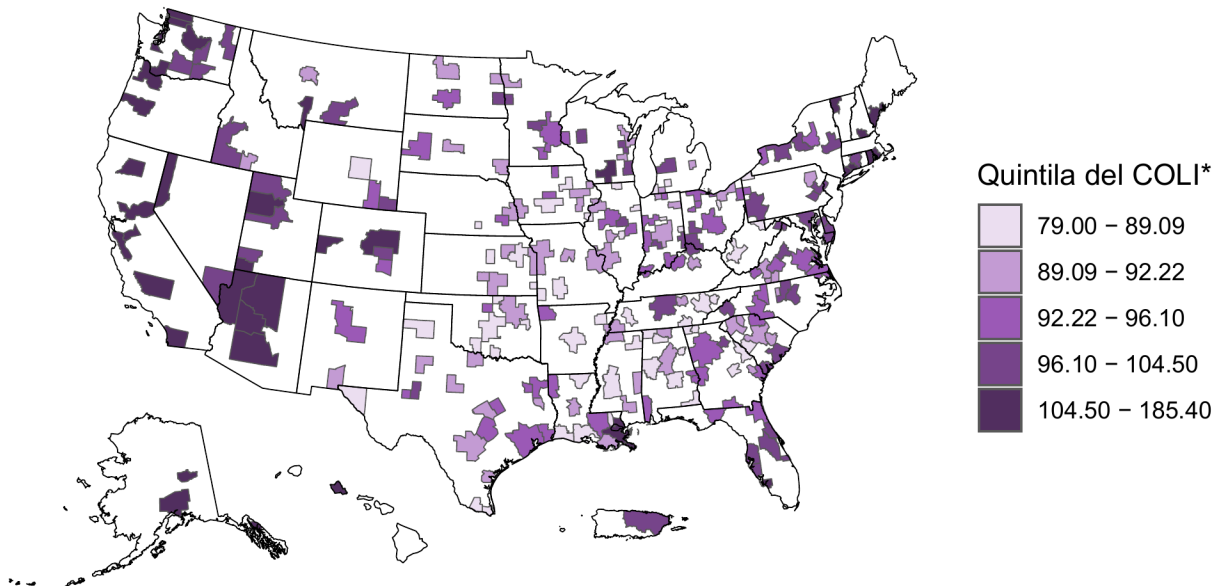 Quintila del COLI*
79.00 − 89.09
89.09 − 92.22
92.22 − 96.10
96.10 − 104.50
104.50 − 185.40